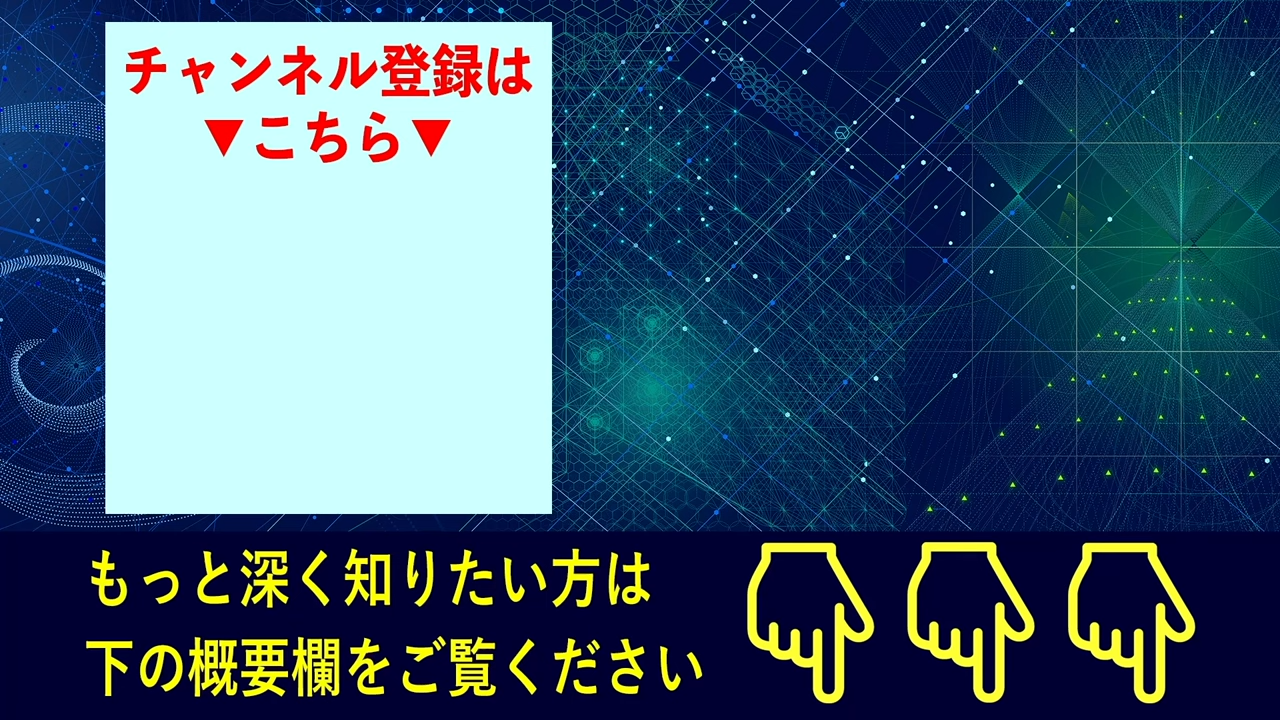 チャンネル登録は
▼こちら▼
もっと深く知りたい方は
下の概要欄をご覧ください